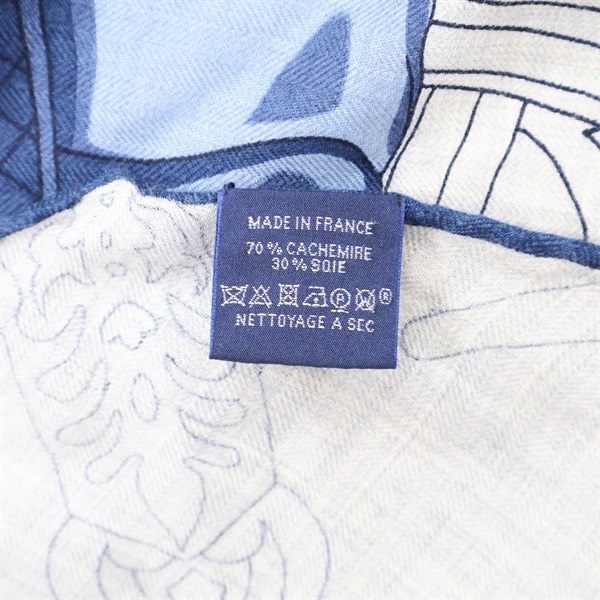 MADE IN FRANCE
70 % CACHEMIRE
30 % SOIE
P W ®
NETTOYAGE A SEC